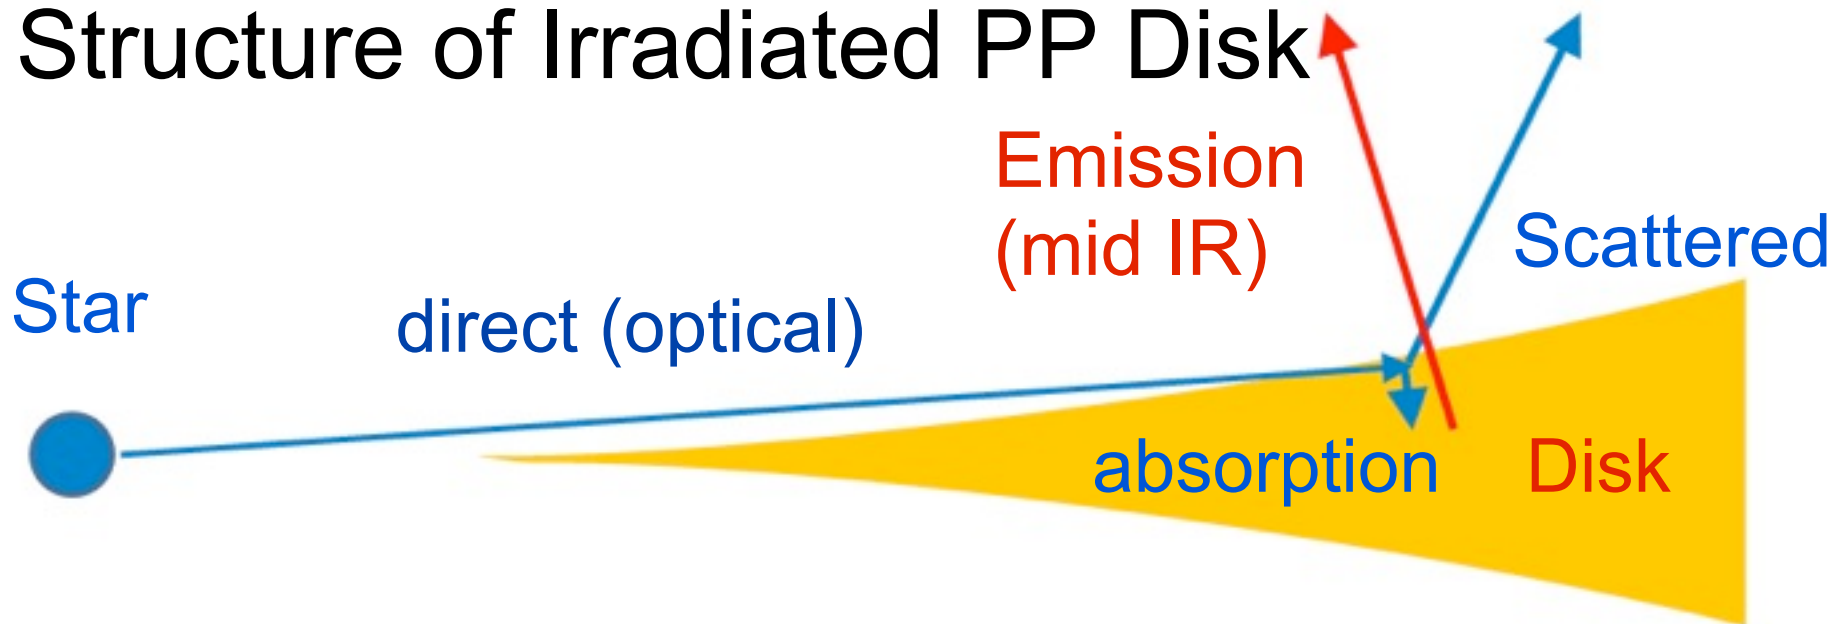 Structure of Irradiated PP Disk
Emission
(mid IR)
Scattered
Star
direct (optical)
absorption
Disk